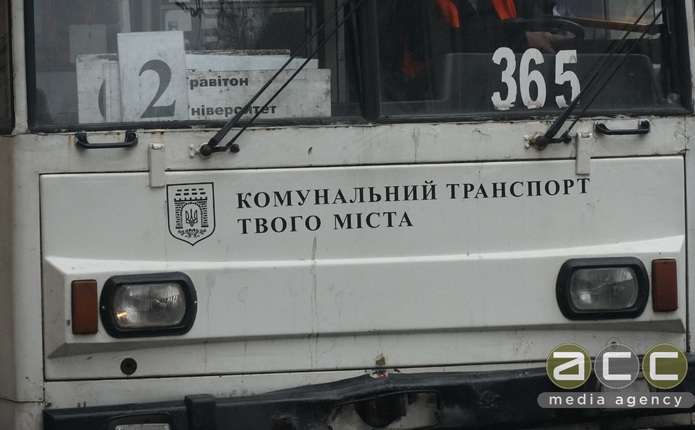 2
равітон
ніверситет
365
КОМУНАЛЬНИЙ ТРАНСПОРТ
ТВОГО МІСТА
acc
media agency